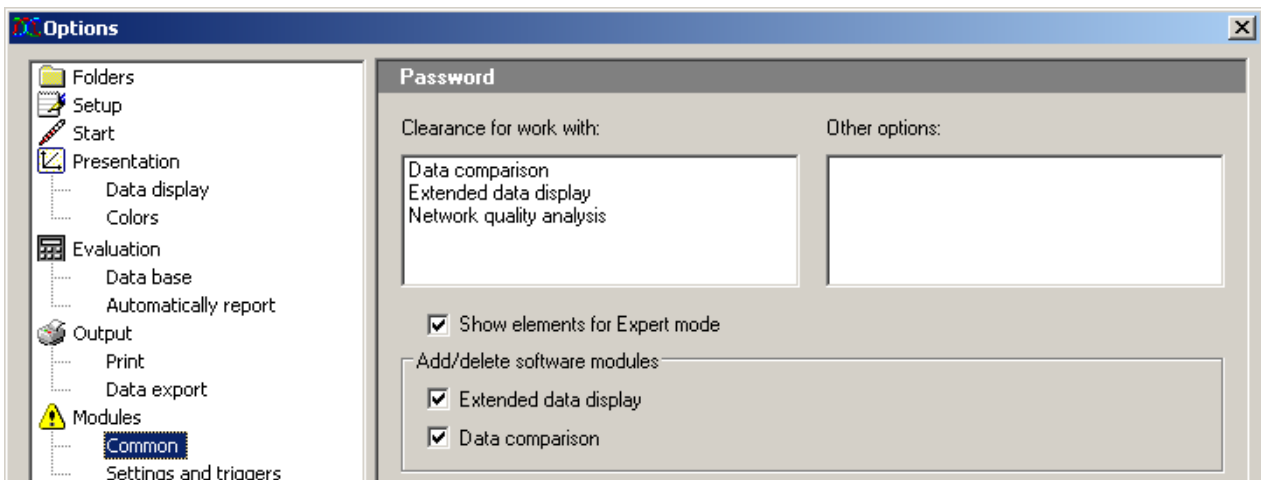 Options
Folders
Setup
Start
Presentation
Data display
Colors
Evaluation
Data base
Automatically report
Output
Print
Data export
Modules
Common
Settings and triggers
Password
Clearance for work with:
Data comparison
Extended data display
Network quality analysis
Other options:
Show elements for Expert mode
Add/delete software modules
Extended data display
Data comparison